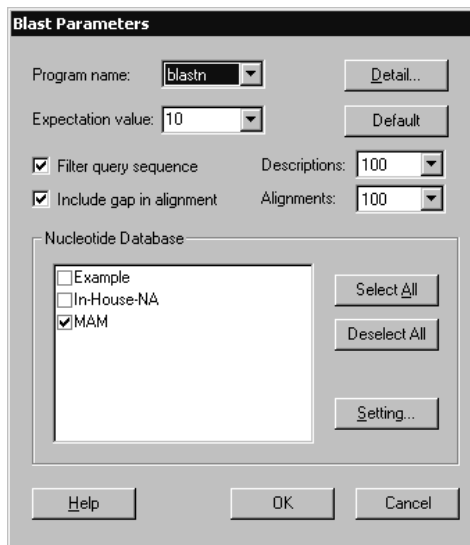 Blast Parameters
Program name: blastn Detail...
Expectation value: 10 Default
Filter query sequence Descriptions: 100
Include gap in alignment Alignments: 100
Nucleotide Database
Example
In-House-NA
MAM
Select All
Deselect All
Setting...
Help OK Cancel